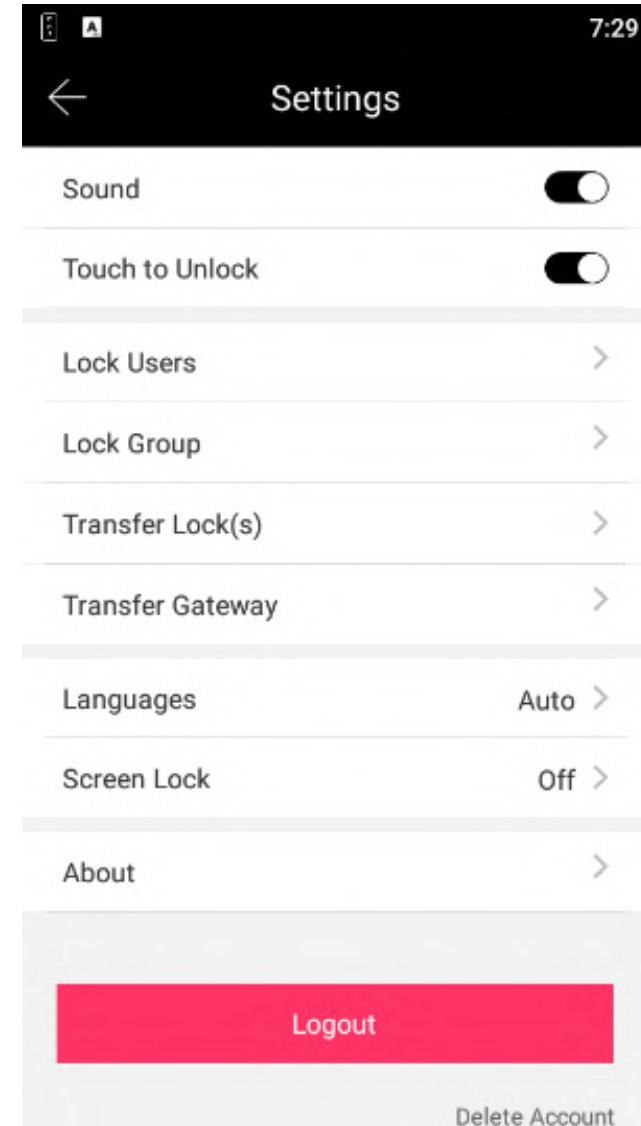 A 7:29
Settings
Sound
Touch to Unlock
Lock Users
Lock Group
Transfer Lock(s)
Transfer Gateway
Languages Auto
Screen Lock Off
About
Logout
Delete Account